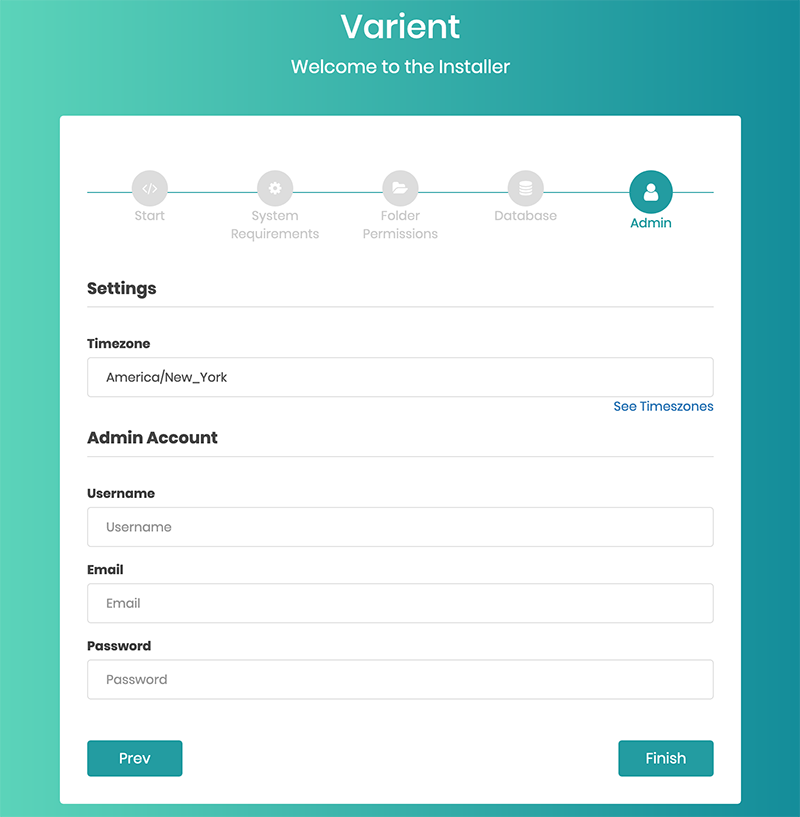 Varient
Welcome to the Installer
Start
System
Requirements
Folder
Permissions
Database
Admin
Settings
Timezone
America/New_York
See Timeszones
Admin Account
Username
Username
Email
Email
Password
Password
Prev
Finish